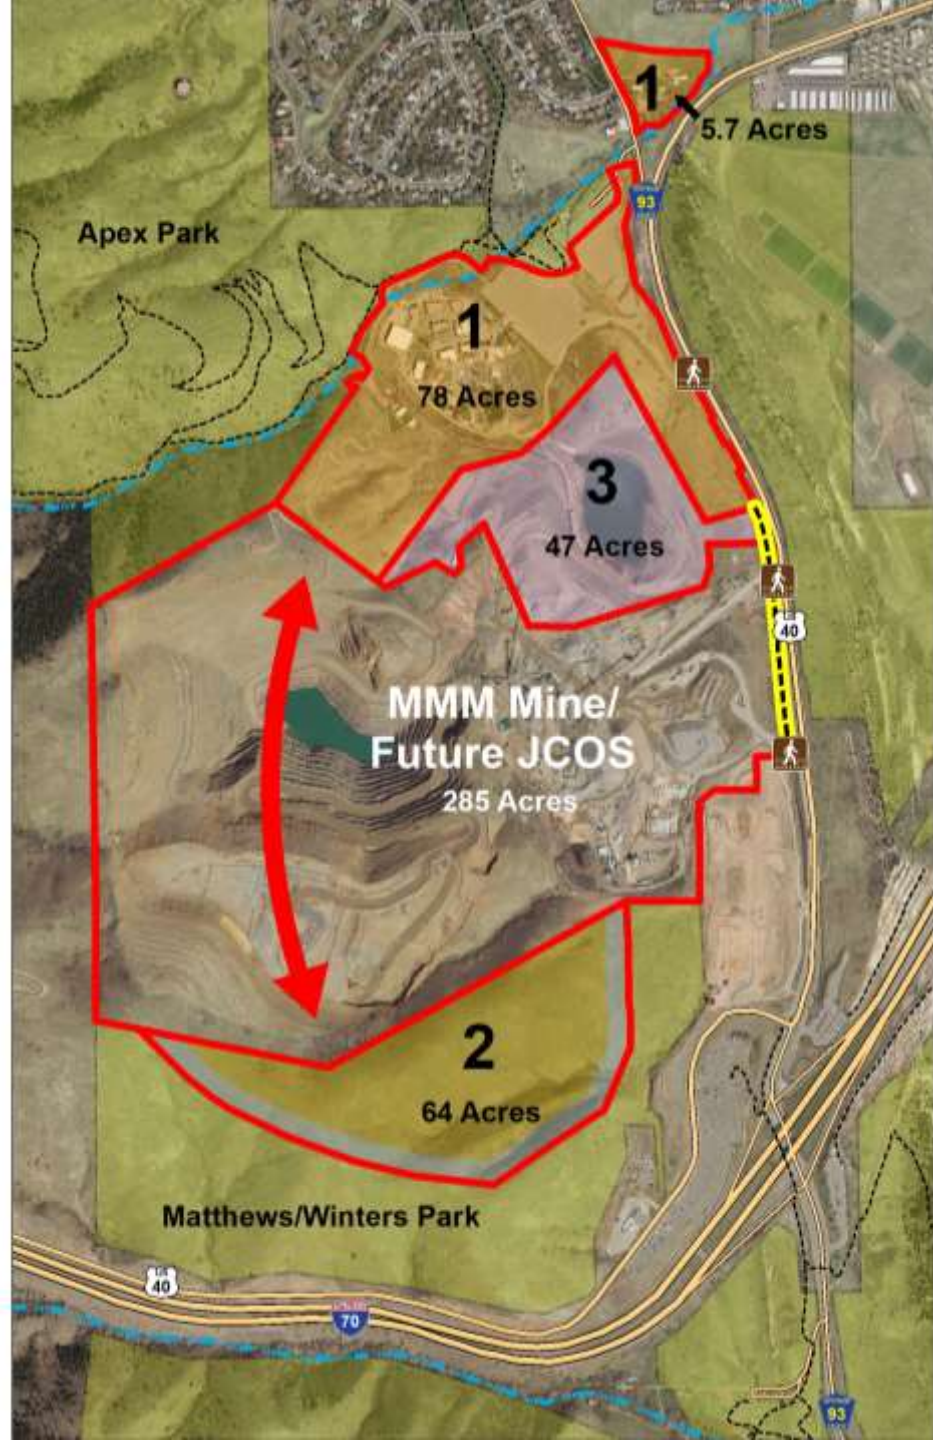 1
5.7 Acres
93
Apex Park
1
78 Acres
3
47 Acres
40
MMM Mine/
Future JCOS
285 Acres
2
64 Acres
Matthews/Winters Park
US
40
70
93